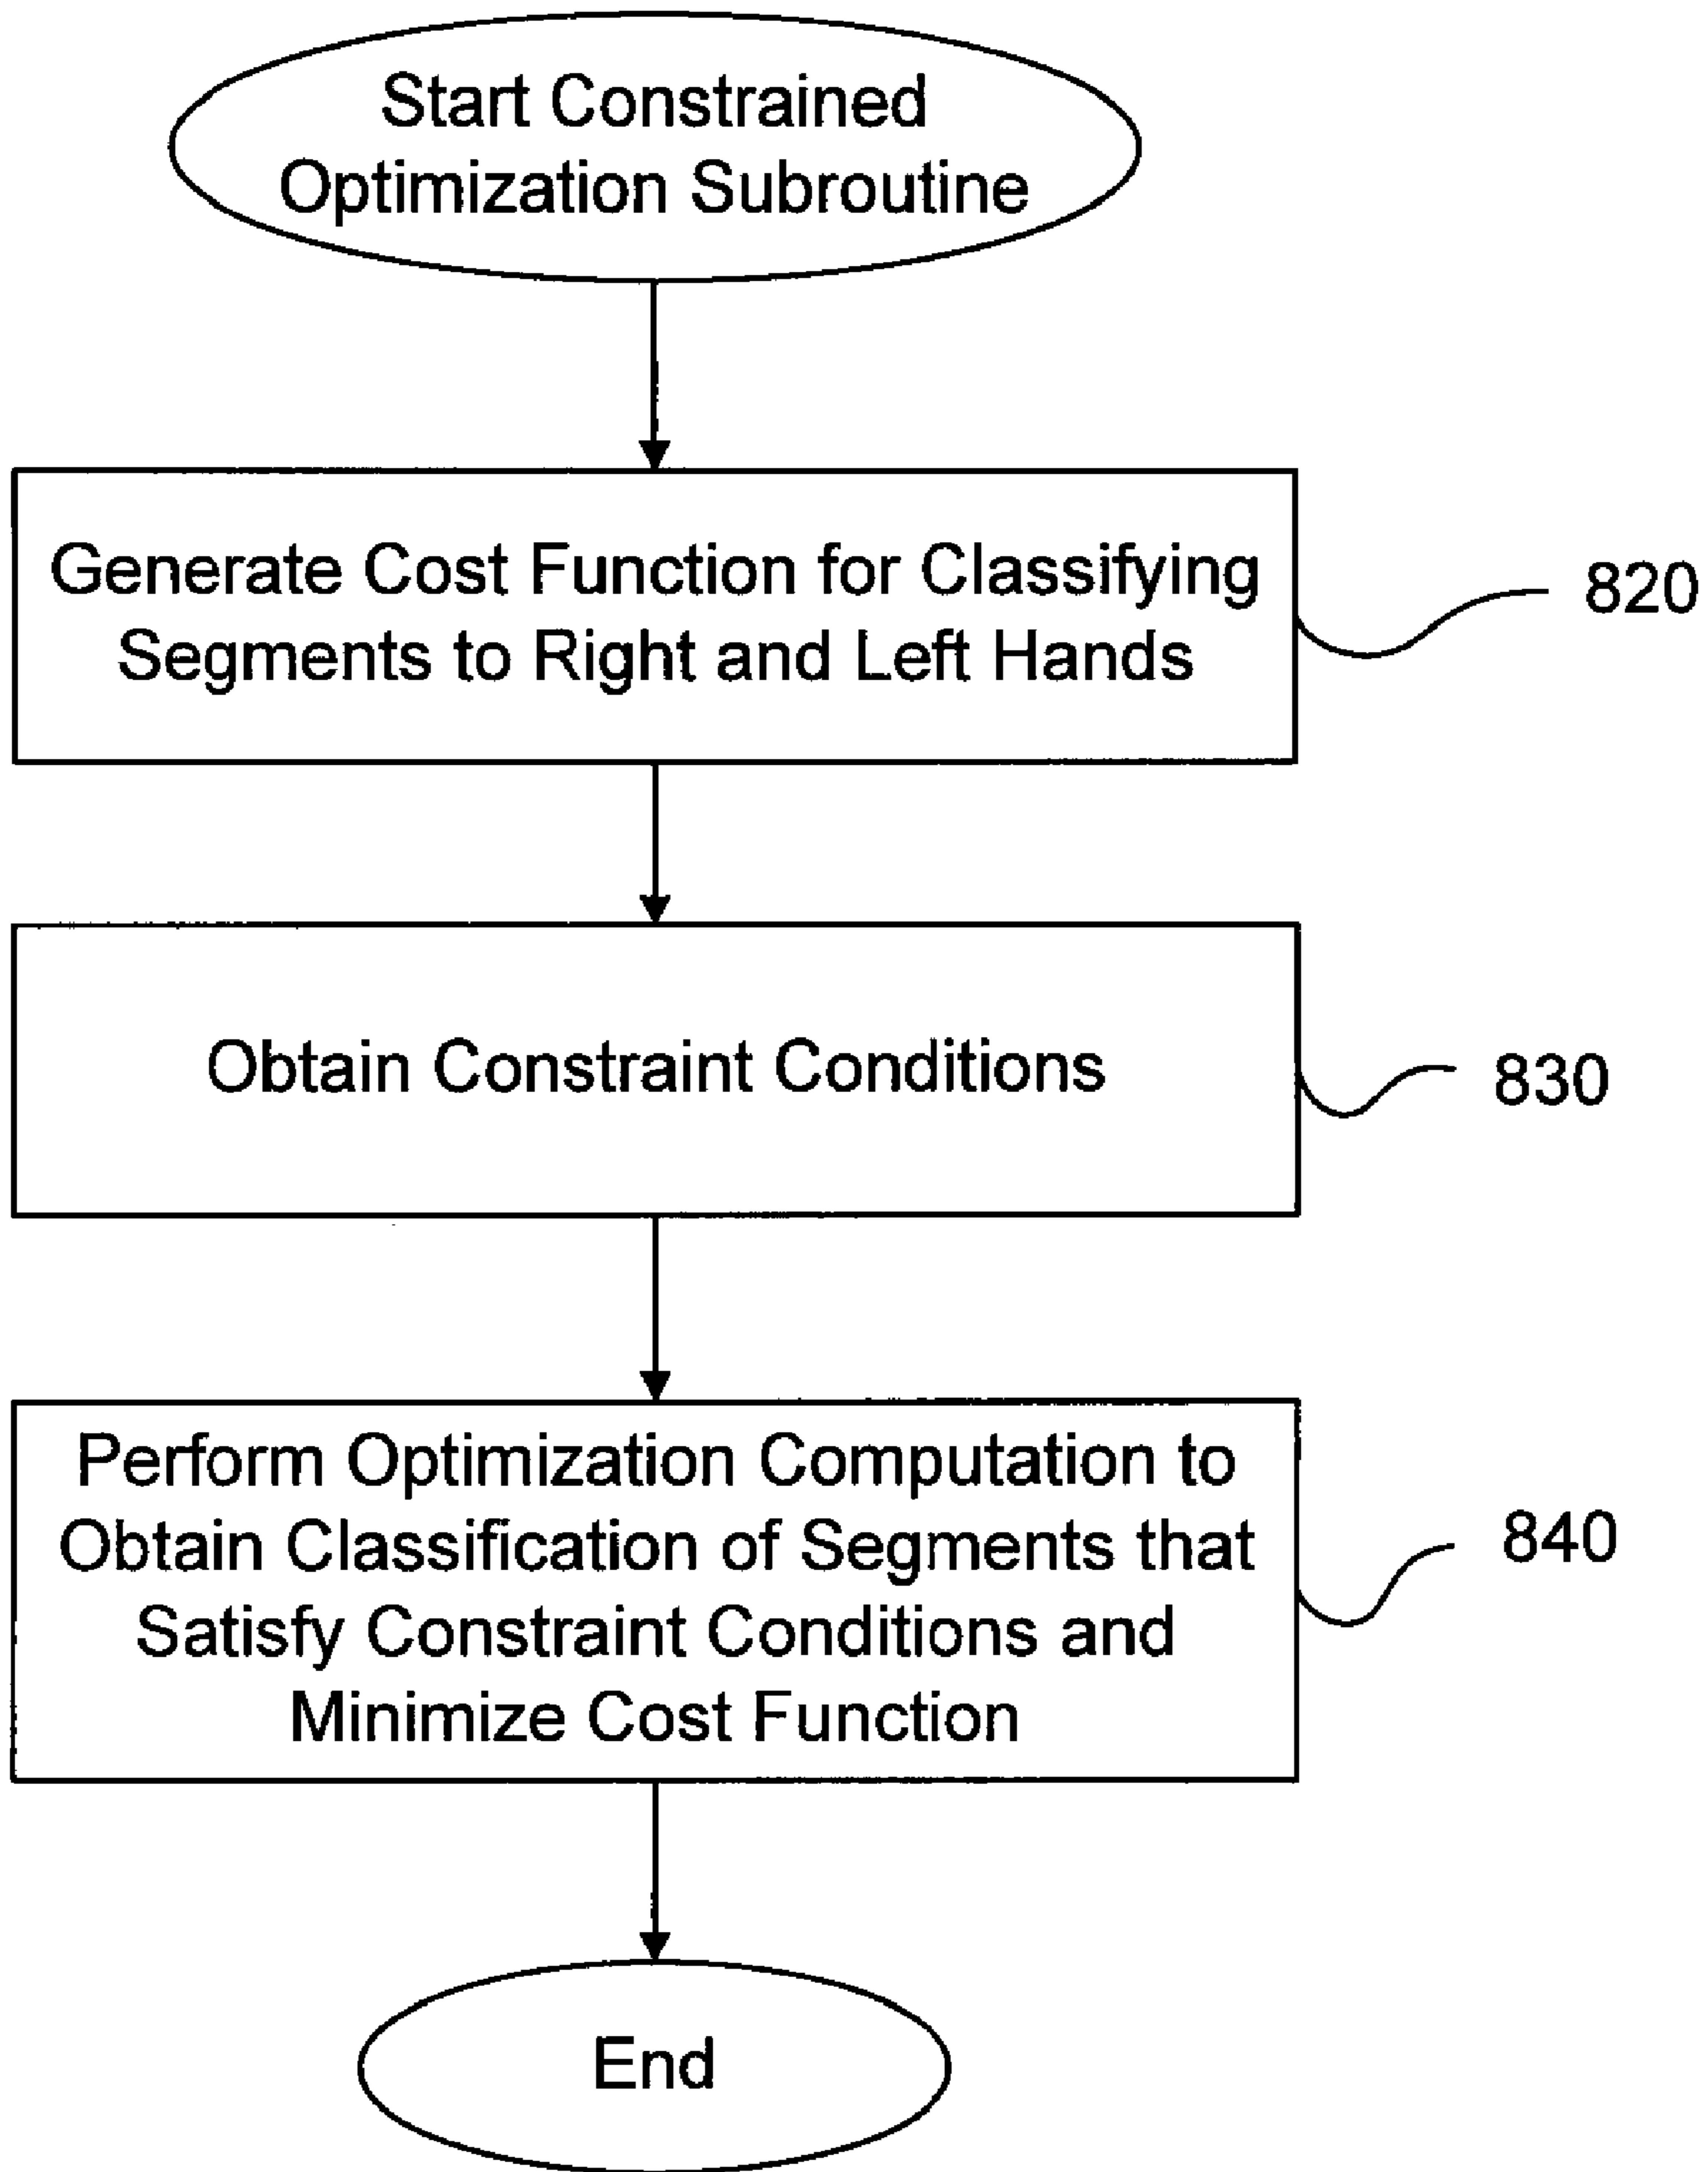 Start Constrained
Optimization Subroutine
Generate Cost Function for Classifying
Segments to Right and Left Hands
820
Obtain Constraint Conditions
830
Perform Optimization Computation to
Obtain Classification of Segments that
Satisfy Constraint Conditions and
Minimize Cost Function
840
End